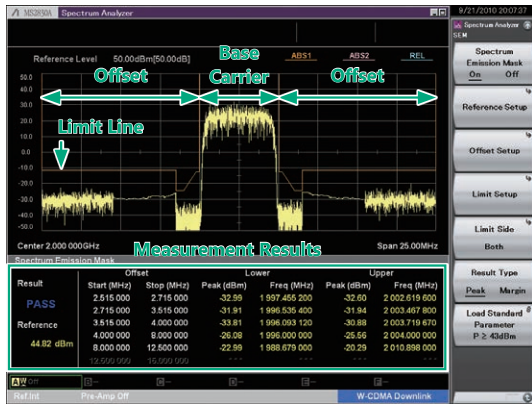 MS2830A Spectrum Analyzer
9/21/2010 20:07:37
Spectrum Analyzer
SEM
Reference Level 50.00dBm[50.00dB]
ABS1 ABS2 REL
Base
Carrier
Offset Offset
Limit Line
50.0
40.0
30.0
20.0
10.0
0.0
-10.0
-20.0
-30.0
-40.0
-50.0
Center 2.000 000GHz Span 25.00MHz
Measurement Results
Spectrum Emission Mask
Offset Lower Upper
Result Start (MHz) Stop (MHz) Peak (dBm) Freq (MHz) Peak (dBm) Freq (MHz)
PASS
Reference
44.82 dBm
2.515 000 2.715 000 -32.99 1 997.455 200 -32.60 2 002.619 600
2.715 000 3.515 000 -31.91 1 996.535 400 -31.94 2 003.467 800
3.515 000 4.000 000 -33.81 1 996.093 120 -30.88 2 003.719 670
4.000 000 8.000 000 -26.08 1 996.000 000 -25.56 2 004.000 000
8.000 000 12.500 000 -22.99 1 988.679 000 -20.29 2 010.898 000
12.500 000 15.000 000 --- --- --- ---
Off
Ref.Int Pre-Amp Off W-CDMA Downlink
Spectrum
Emission Mask
On Off
Reference Setup
Offset Setup
Limit Setup
Limit Side
Both
Result Type
Peak Margin
Load Standard
Parameter
P ≥ 43dBm